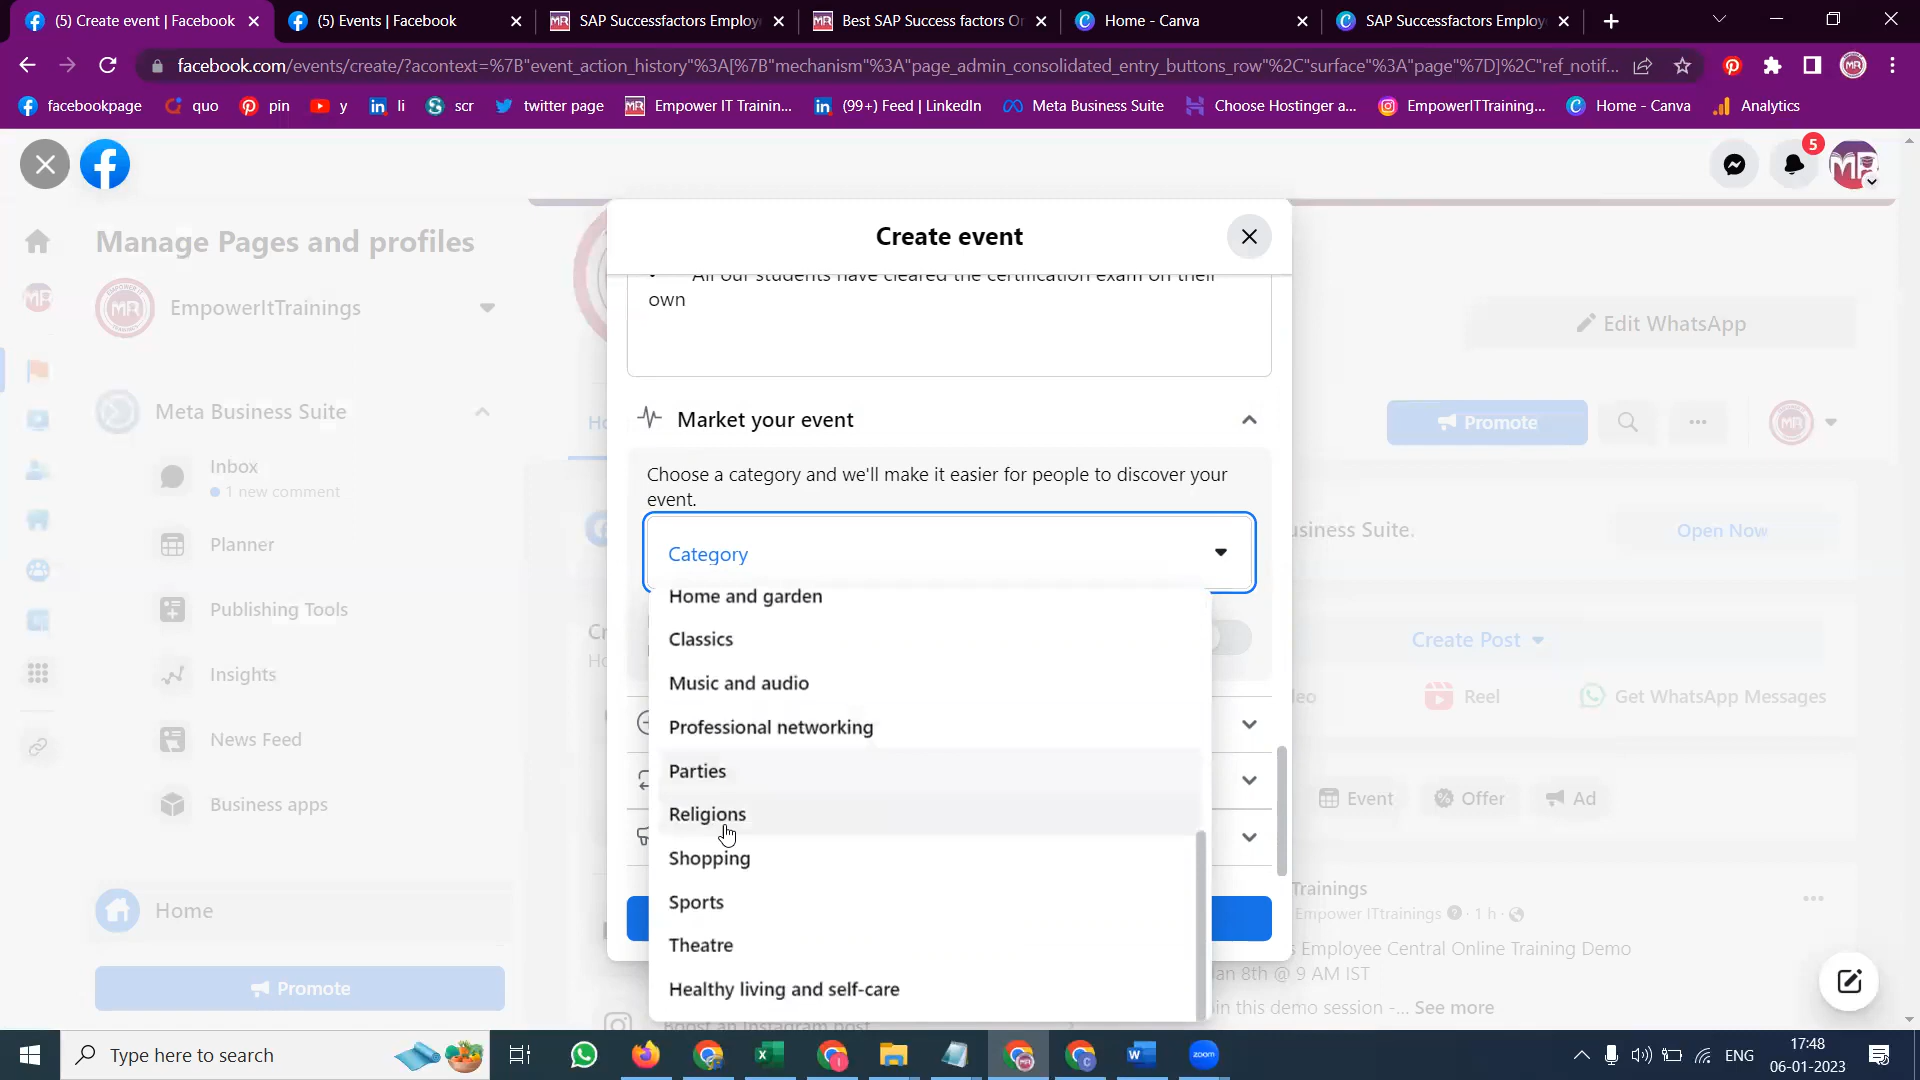 (5) Create event | Facebook
(5) Events | Facebook
SAP Successfactors Employ
Best SAP Success factors On
Home - Canva
SAP Successfactors Employ
facebook.com/events/create/?acontext=%7B"event_action_history"%3A[%7B"mechanism"%3A"page_admin_consolidated_entry_buttons_row"%2C"surface"%3A"page"%7D]%2C"ref_notif...
facebookpage
quo
pin
y
li
scr
twitter page
Empower IT Trainin...
(99+) Feed | LinkedIn
Meta Business Suite
Choose Hostinger a...
EmpowerITTraining...
Home - Canva
Analytics
5
Manage Pages and profiles
EmpowerItTrainings
Meta Business Suite
Inbox
1 new comment
Planner
Publishing Tools
Insights
News Feed
Business apps
Home
Promote
Create event
All our students have cleared the certification exam on their
own
Market your event
Choose a category and we'll make it easier for people to discover your
event.
Category
Home and garden
Classics
Music and audio
Professional networking
Parties
Religions
Shopping
Sports
Theatre
Healthy living and self-care
Boost an Instagram post
Edit WhatsApp
Promote
usiness Suite.
Open Now
Create Post
Reel
Get WhatsApp Messages
Event
Offer
Ad
Trainings
Empower ITtrainings · 1 h ·
s Employee Central Online Training Demo
an 8th @ 9 AM IST
in this demo session -... See more
Type here to search
zoom
ENG
17:48
06-01-2023